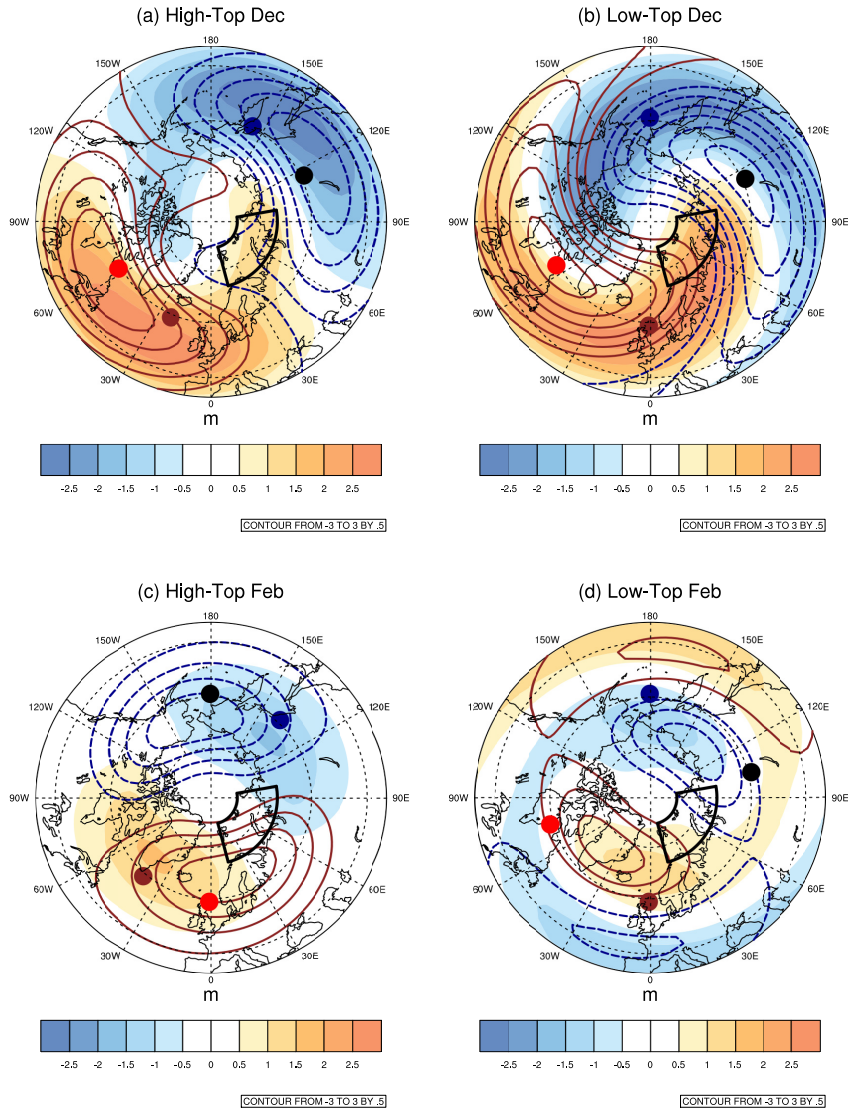 (a) High-Top Dec
180
150W
150E
120W
120E
90W
90E
60W
60E
30W
30E
0
m
-2.5 -2 -1.5 -1 -0.5 0 0.5 1 1.5 2 2.5
CONTOUR FROM -3 TO 3 BY .5
(b) Low-Top Dec
180
150W
150E
120W
120E
90W
90E
60W
60E
30W
30E
0
m
-2.5 -2 -1.5 -1 -0.5 0 0.5 1 1.5 2 2.5
CONTOUR FROM -3 TO 3 BY .5
(c) High-Top Feb
180
150W
150E
120W
120E
90W
90E
60W
60E
30W
30E
0
m
-2.5 -2 -1.5 -1 -0.5 0 0.5 1 1.5 2 2.5
CONTOUR FROM -3 TO 3 BY .5
(d) Low-Top Feb
180
150W
150E
120W
120E
90W
90E
60W
60E
30W
30E
0
m
-2.5 -2 -1.5 -1 -0.5 0 0.5 1 1.5 2 2.5
CONTOUR FROM -3 TO 3 BY .5